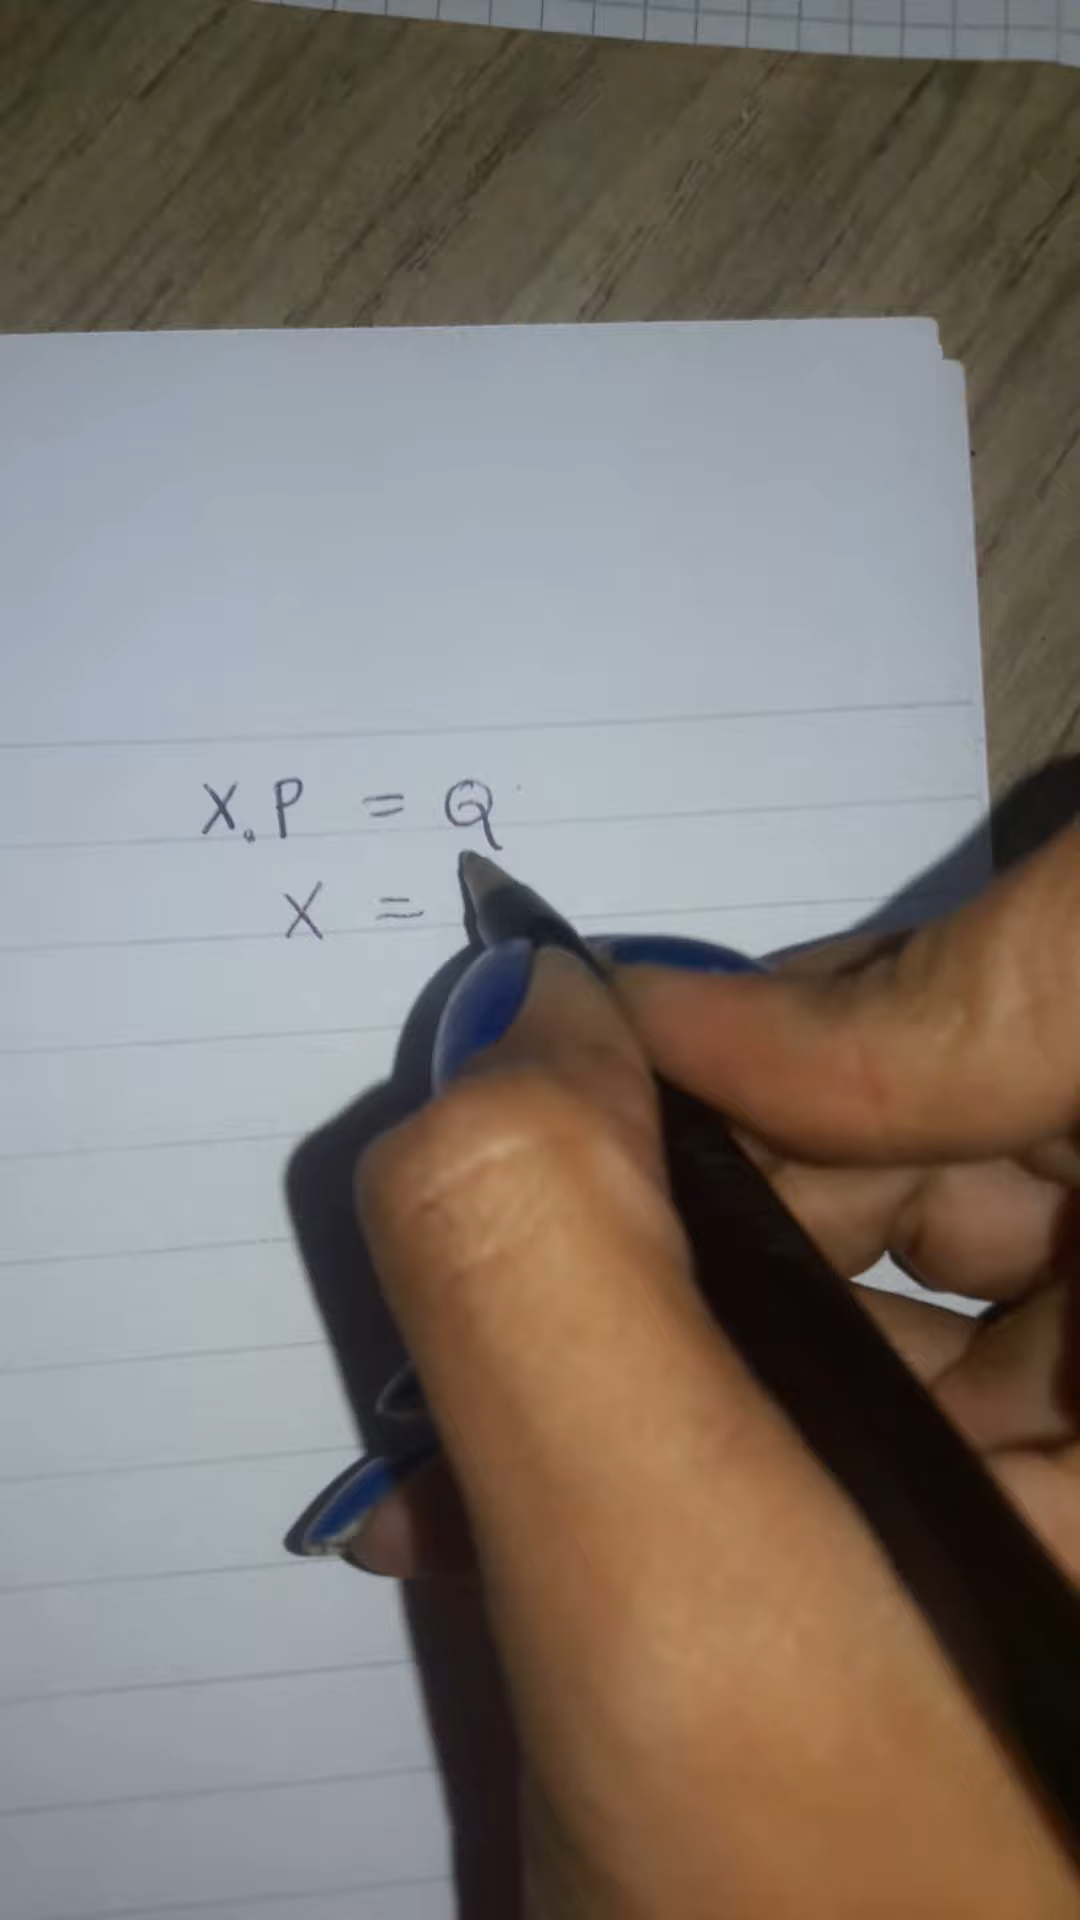 X.P = Q
X =